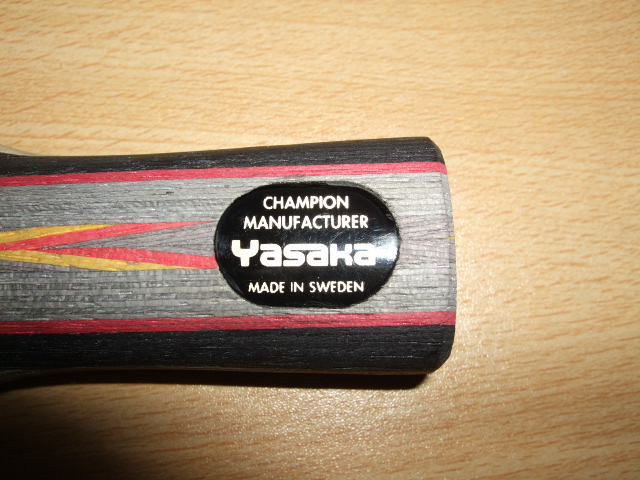 CHAMPION
MANUFACTURER
Yasaka
MADE IN SWEDEN